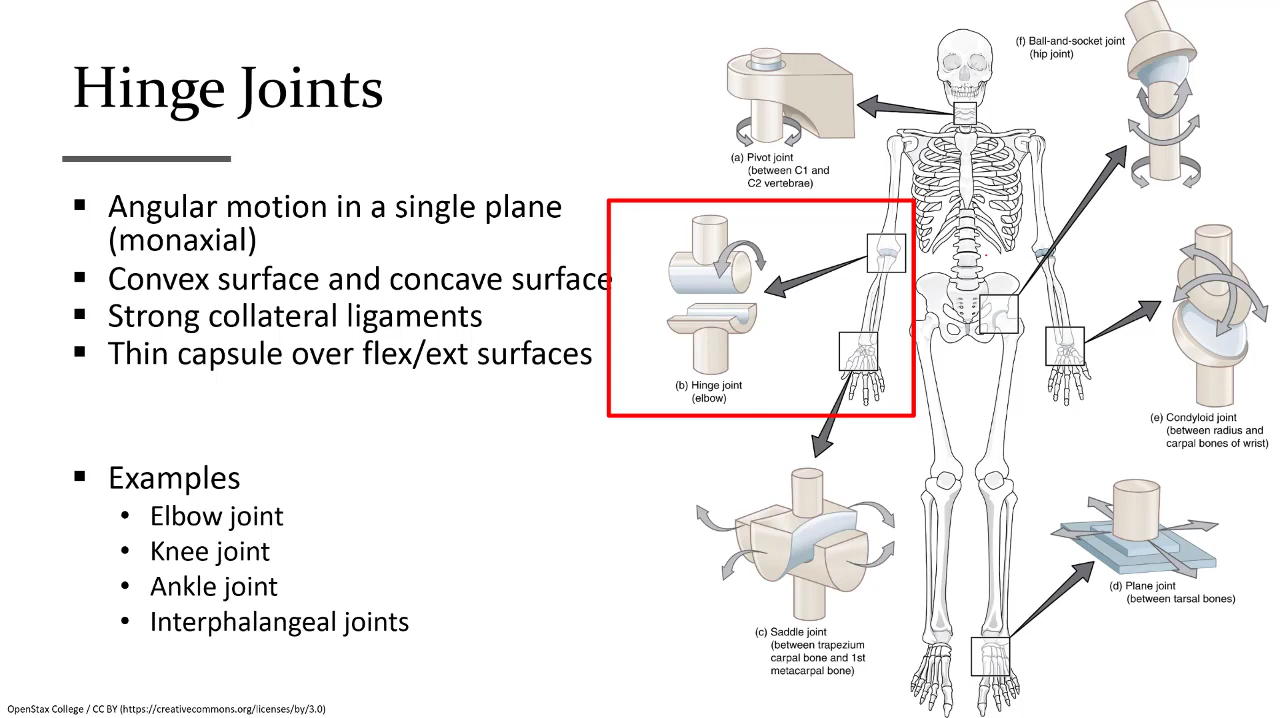 Hinge Joints
Angular motion in a single plane
(monaxial)
Convex surface and concave surface
Strong collateral ligaments
Thin capsule over flex/ext surfaces
Examples
Elbow joint
Knee joint
Ankle joint
Interphalangeal joints
OpenStax College / CC BY (https://creativecommons.org/licenses/by/3.0)
(a) Pivot joint
(between C1 and
C2 vertebrae)
(f) Ball-and-socket joint
(hip joint)
(b) Hinge joint
(elbow)
(e) Condyloid joint
(between radius and
carpal bones of wrist)
(c) Saddle joint
(between trapezium
carpal bone and 1st
metacarpal bone)
(d) Plane joint
(between tarsal bones)